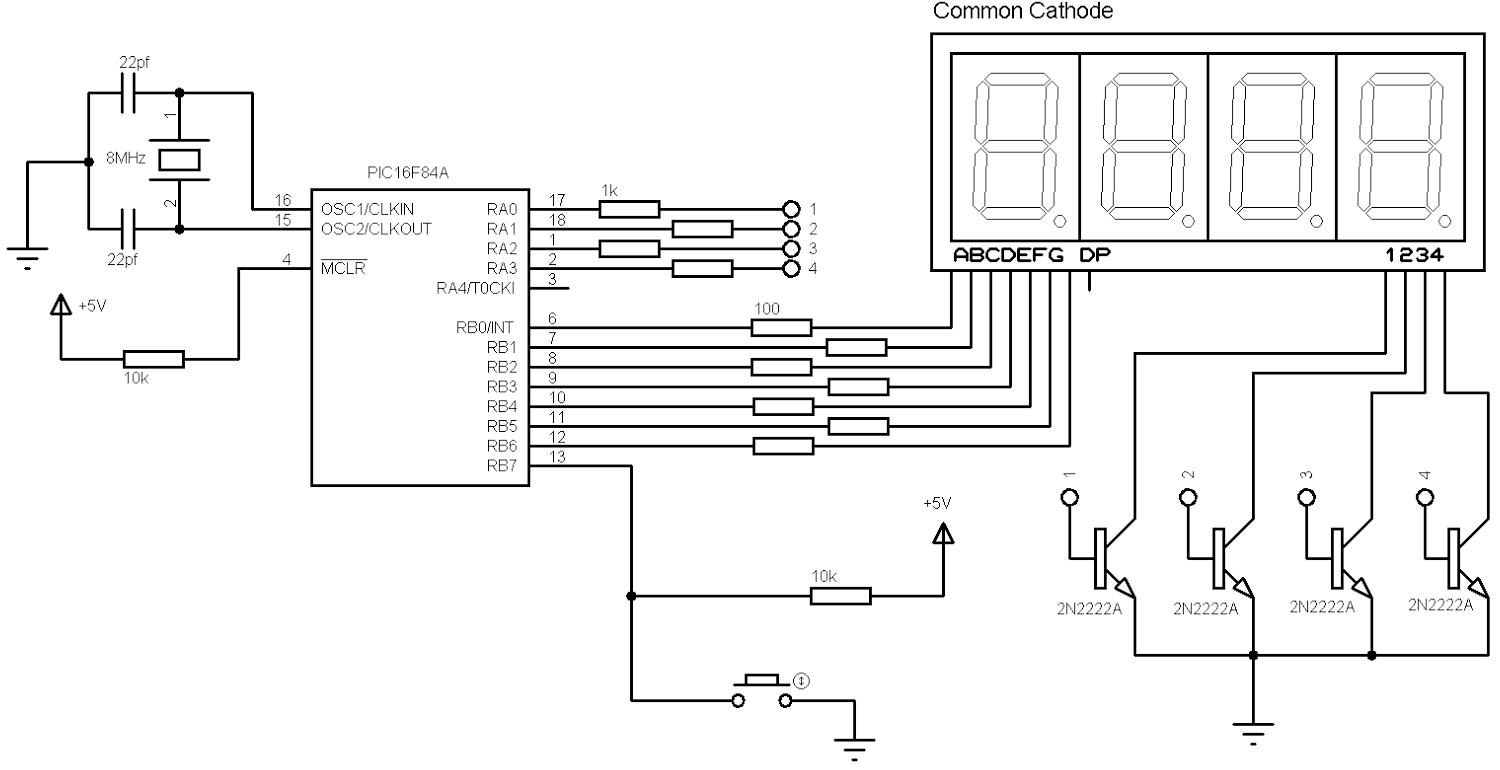 Common Cathode
22pf
1
8MHz
2
22pf
PIC16F84A
16 OSC1/CLKIN
15 OSC2/CLKOUT
4 MCLR
+5V
10k
RA0 17
RA1 18
RA2 1
RA3 2
RA4/T0CKI 3
RB0/INT 6
RB1 7
RB2 8
RB3 9
RB4 10
RB5 11
RB6 12
RB7 13
1k
1
2
3
4
100
ABCDEFG DP 1234
+5V
10k
1
2
3
4
2N2222A
2N2222A
2N2222A
2N2222A